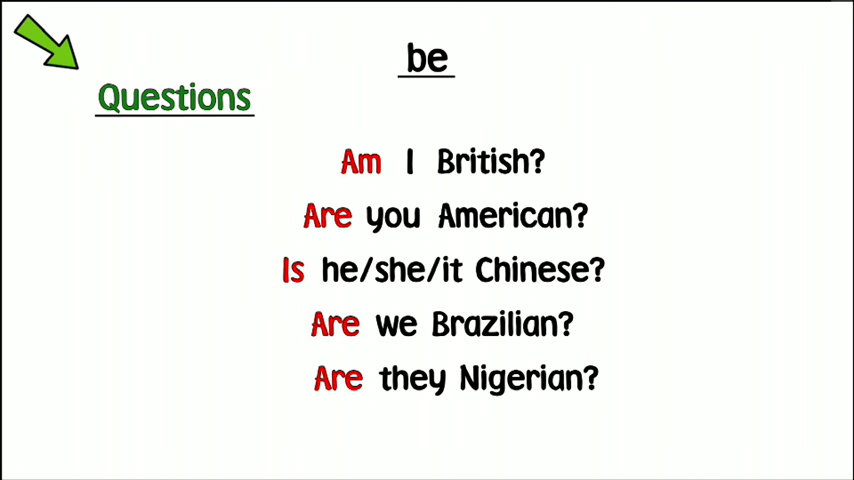 be
Questions
Am I British?
Are you American?
Is he/she/it Chinese?
Are we Brazilian?
Are they Nigerian?